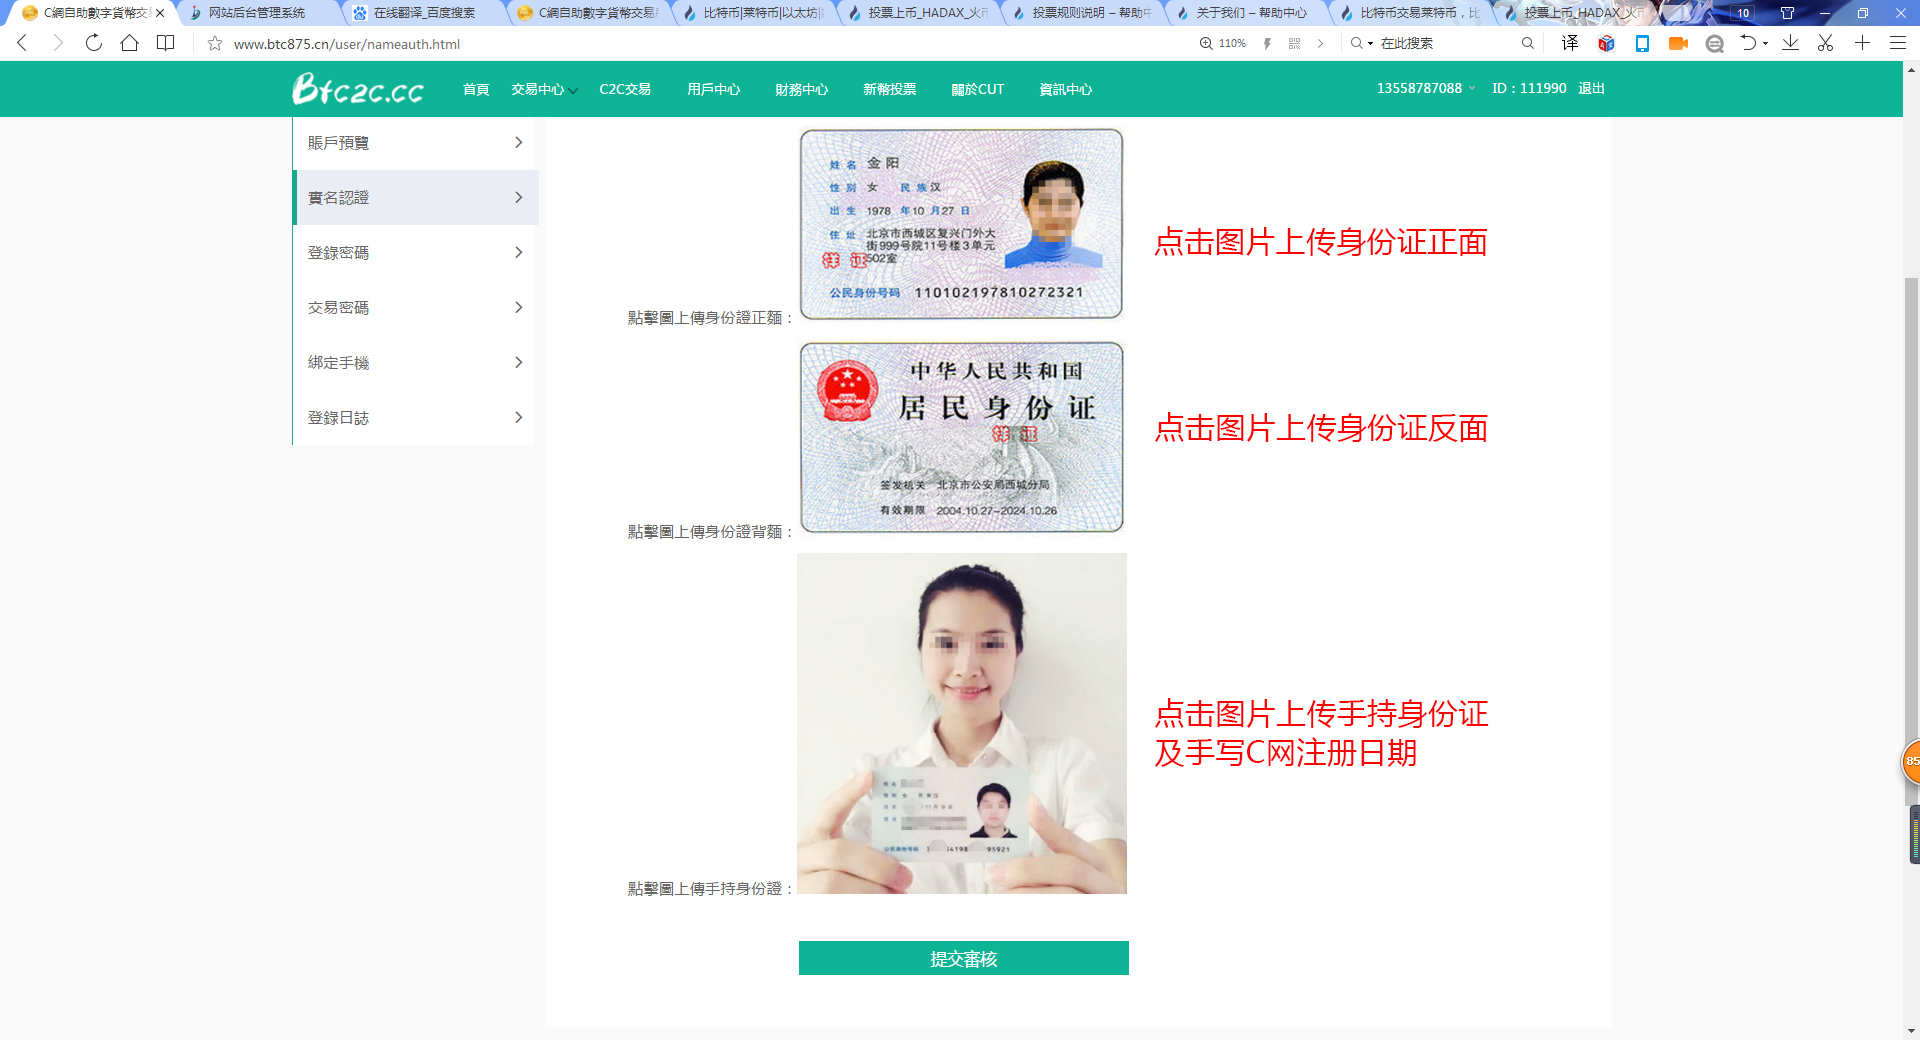 C網自助數字貨幣交易
网站后台管理系统
在线翻译_百度搜索
C網自助數字貨幣交易
比特币|莱特币|以太坊|
投票上币_HADAX_火币
投票规则说明 – 帮助中
关于我们 – 帮助中心
比特币交易莱特币，比
投票上币_HADAX_火币
10
www.btc875.cn/user/nameauth.html
110%
在此搜索
译
Btc2c.cc
首頁
交易中心
C2C交易
用戶中心
財務中心
新幣投票
關於CUT
資訊中心
13558787088
ID：111990
退出
賬戶預覽
實名認證
登錄密碼
交易密碼
綁定手機
登錄日誌
姓名 金阳
性别 女 民族 汉
出生 1978 年 10 月 27 日
住址 北京市西城区复兴门外大
街999号院11号楼3单元
502室
样 证
公民身份号码 110102197810272321
點擊圖上傳身份證正麵：
点击图片上传身份证正面
中华人民共和国
居民身份证
样 证
签发机关 北京市公安局西城分局
有效期限 2004.10.27-2024.10.26
點擊圖上傳身份證背麵：
点击图片上传身份证反面
公民身份号码
4198
95921
點擊圖上傳手持身份證：
点击图片上传手持身份证
及手写C网注册日期
提交審核
85